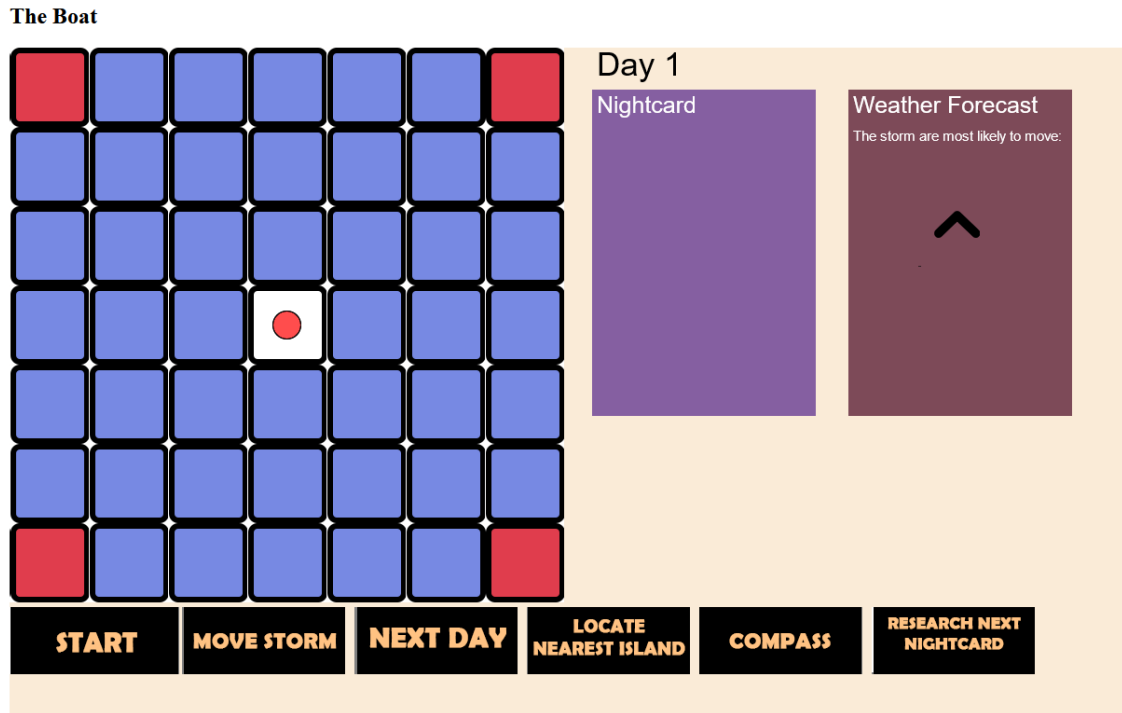 The Boat
Day 1
Nightcard
Weather Forecast
The storm are most likely to move:
START
MOVE STORM
NEXT DAY
LOCATE
NEAREST ISLAND
COMPASS
RESEARCH NEXT
NIGHTCARD